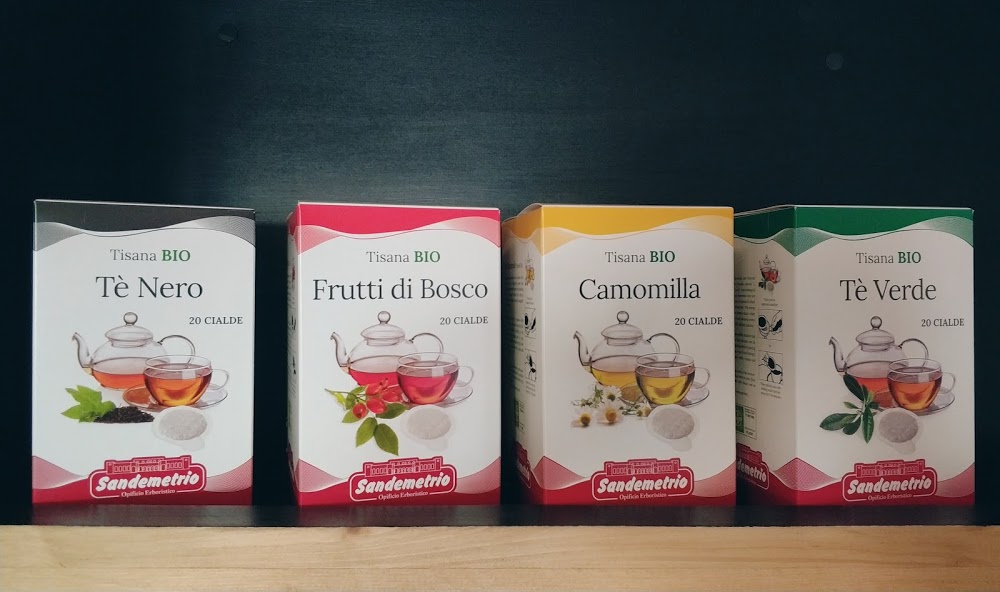 Tisana BIO
Tè Nero
20 CIALDE
Sandemetrio
Opificio Erboristico
Tisana BIO
Frutti di Bosco
20 CIALDE
Sandemetrio
Opificio Erboristico
Tisana BIO
Camomilla
20 CIALDE
Sandemetrio
Opificio Erboristico
Tisana BIO
Tè Verde
20 CIALDE
Sandemetrio
Opificio Erboristico